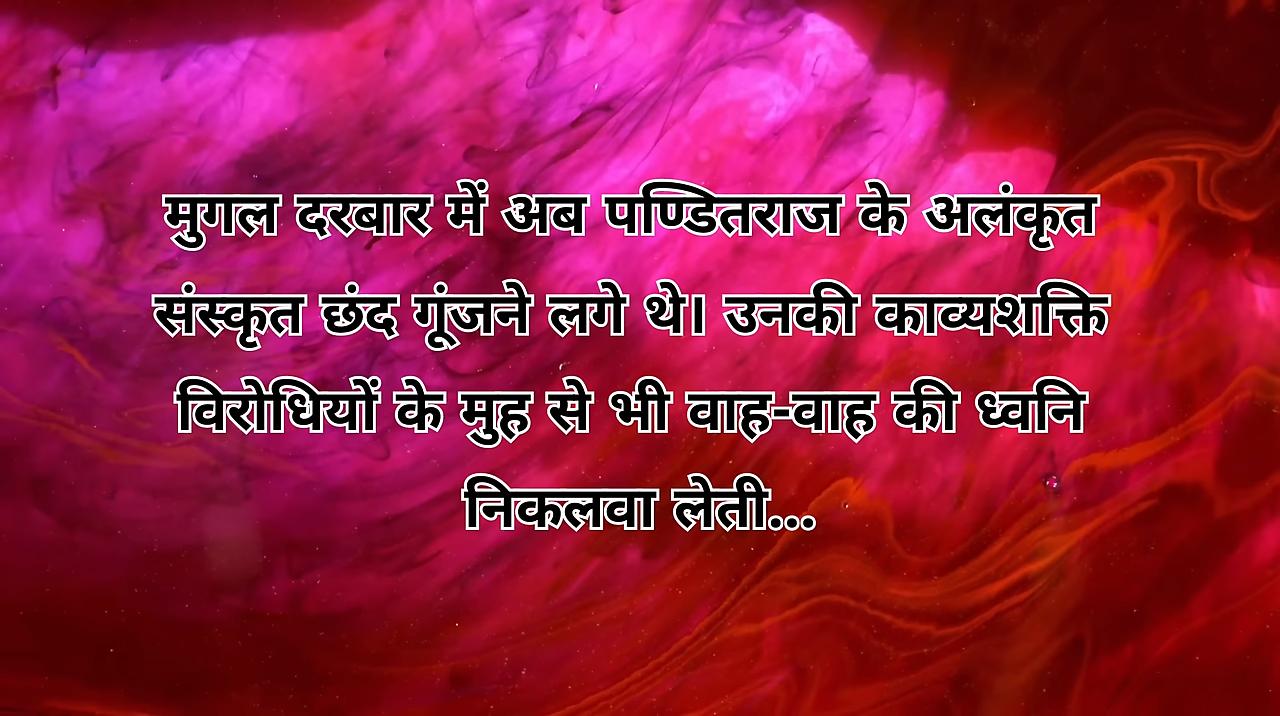 मुगल दरबार में अब पण्डितराज के अलंकृत
संस्कृत छंद गूंजने लगे थे। उनकी काव्यशक्ति
विरोधियों के मुह से भी वाह-वाह की ध्वनि
निकलवा लेती...